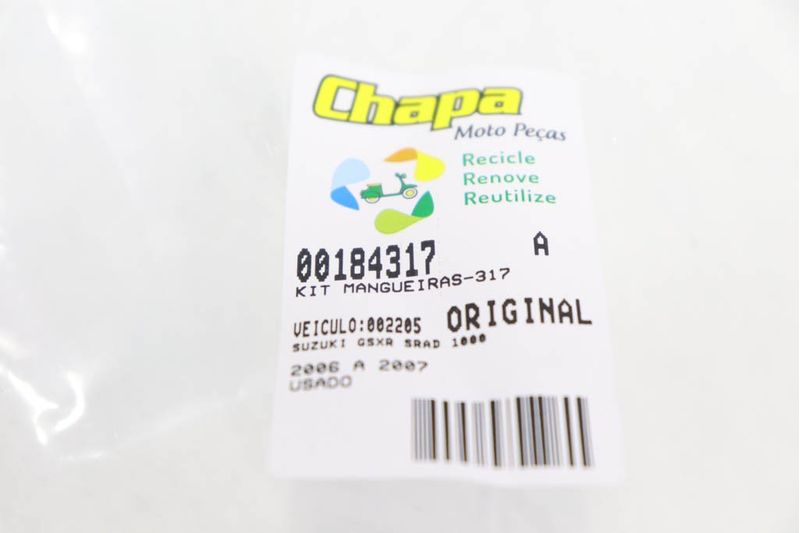 Chapa
Moto Peças
Recicle
Renove
Reutilize
00184317 A
KIT MANGUEIRAS-317
VEICULO:002205 ORIGINAL
SUZUKI GSXR SRAD 1000
2006 A 2007
USADO